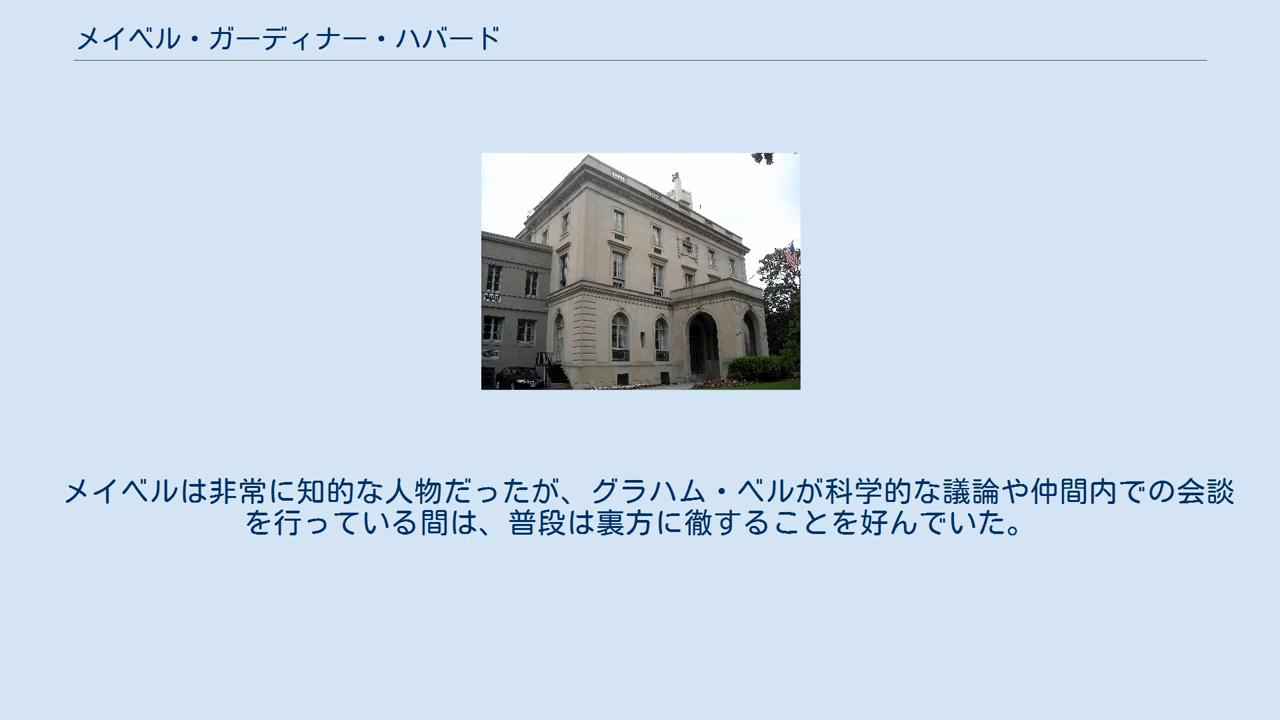 メイベル・ガーディナー・ハバード
メイベルは非常に知的な人物だったが、グラハム・ベルが科学的な議論や仲間内での会談
を行っている間は、普段は裏方に徹することを好んでいた。